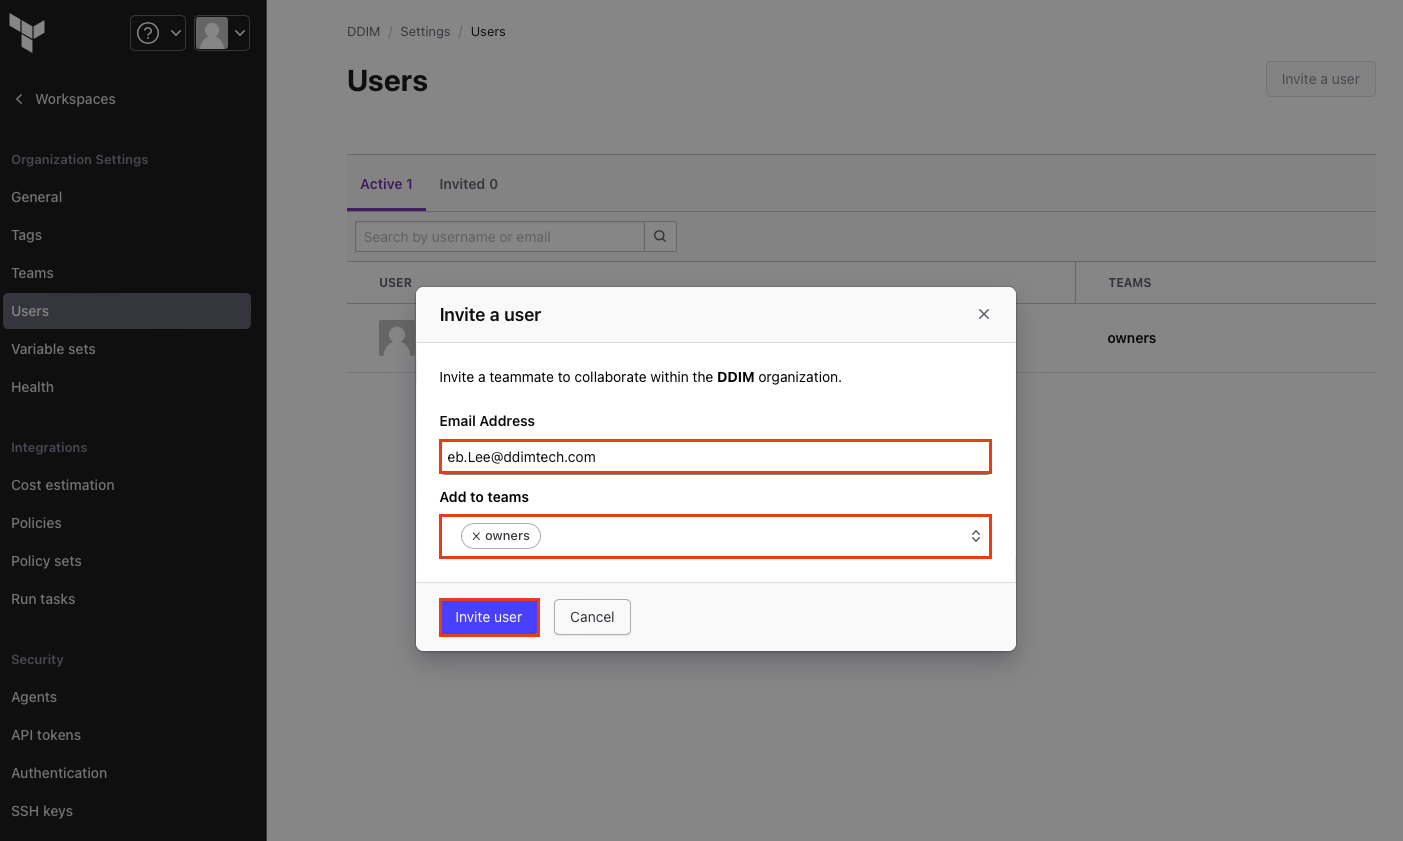 Workspaces
Organization Settings
General
Tags
Teams
Users
Variable sets
Health
Integrations
Cost estimation
Policies
Policy sets
Run tasks
Security
Agents
API tokens
Authentication
SSH keys
DDIM / Settings / Users
Users
Invite a user
Active 1
Invited 0
Search by username or email
USER
TEAMS
owners
Invite a user
Invite a teammate to collaborate within the DDIM organization.
Email Address
eb.Lee@ddimtech.com
Add to teams
× owners
Invite user
Cancel